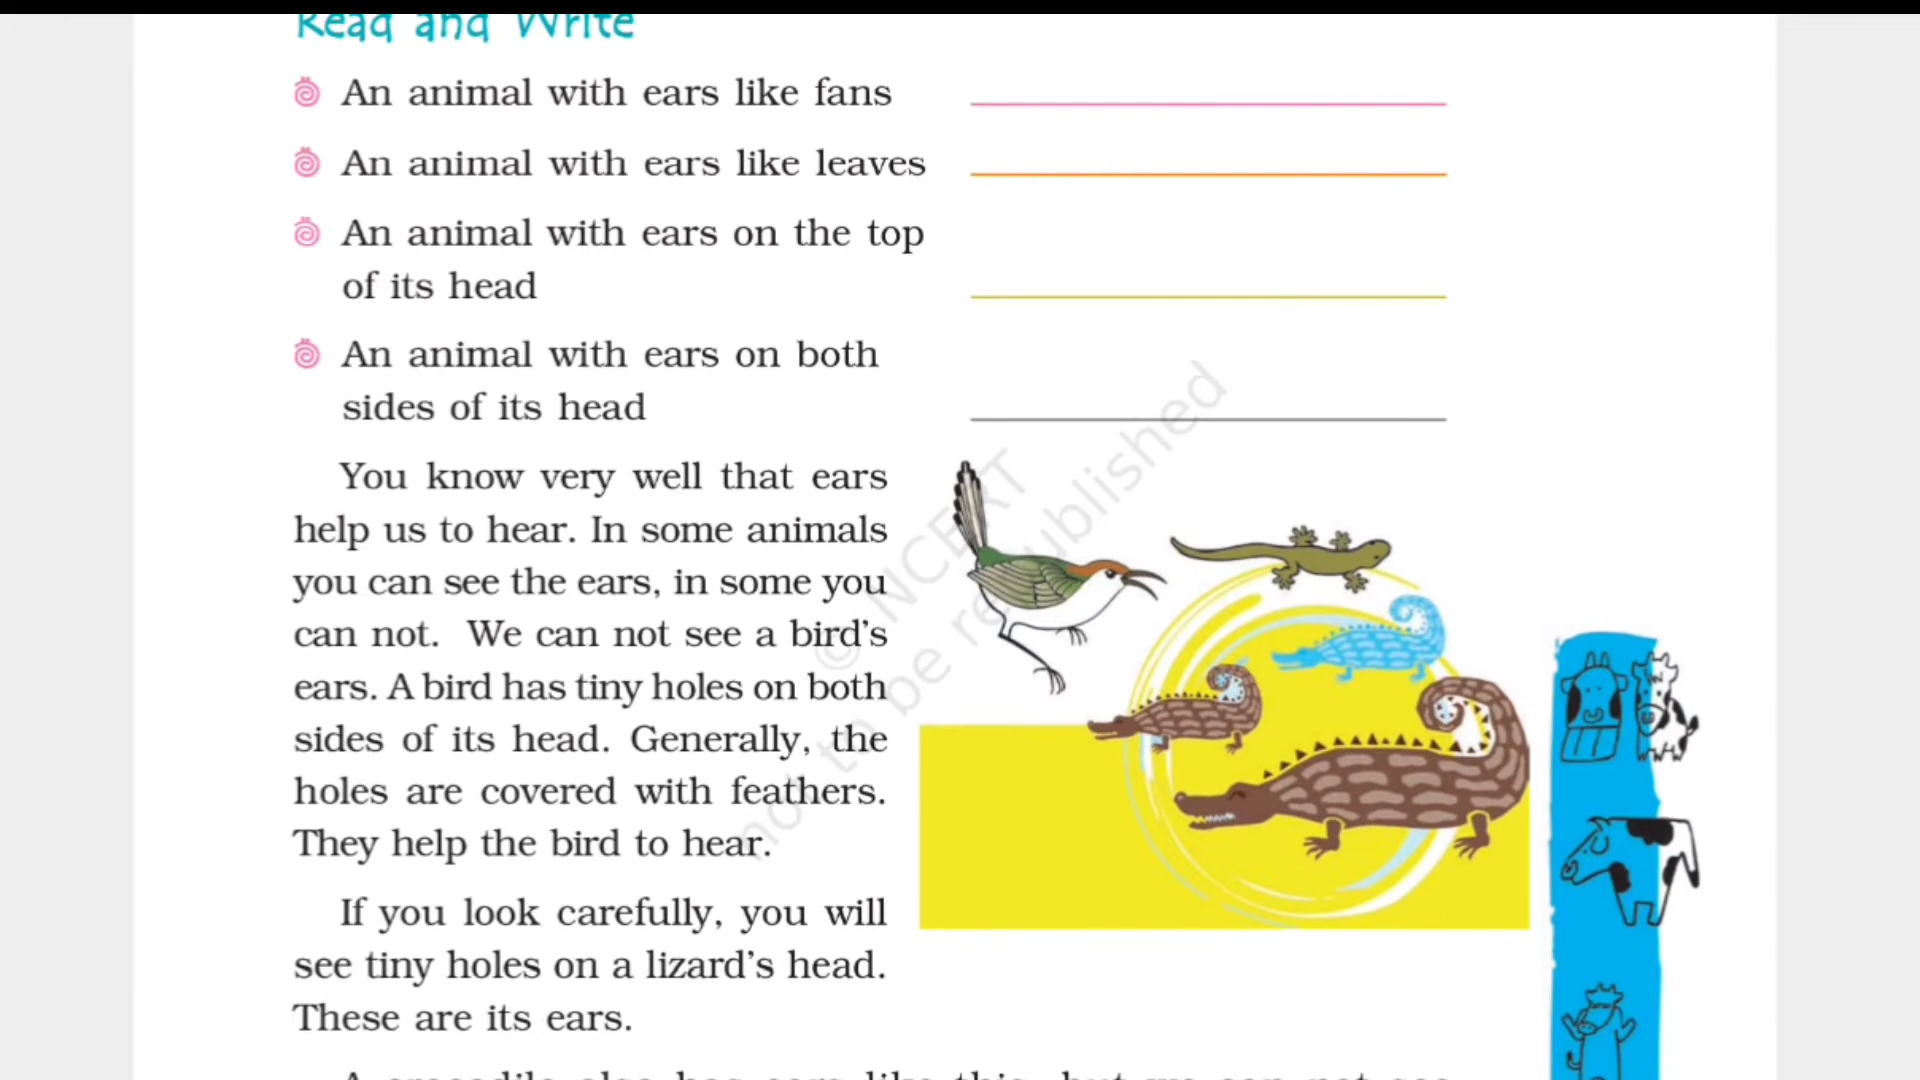 Read and Write
An animal with ears like fans
An animal with ears like leaves
An animal with ears on the top
of its head
An animal with ears on both
sides of its head
You know very well that ears
help us to hear. In some animals
you can see the ears, in some you
can not. We can not see a bird's
ears. A bird has tiny holes on both
sides of its head. Generally, the
holes are covered with feathers.
They help the bird to hear.
If you look carefully, you will
see tiny holes on a lizard's head.
These are its ears.
A crocodile also has ears like this, but we can not see
© NCERT
not to be republished